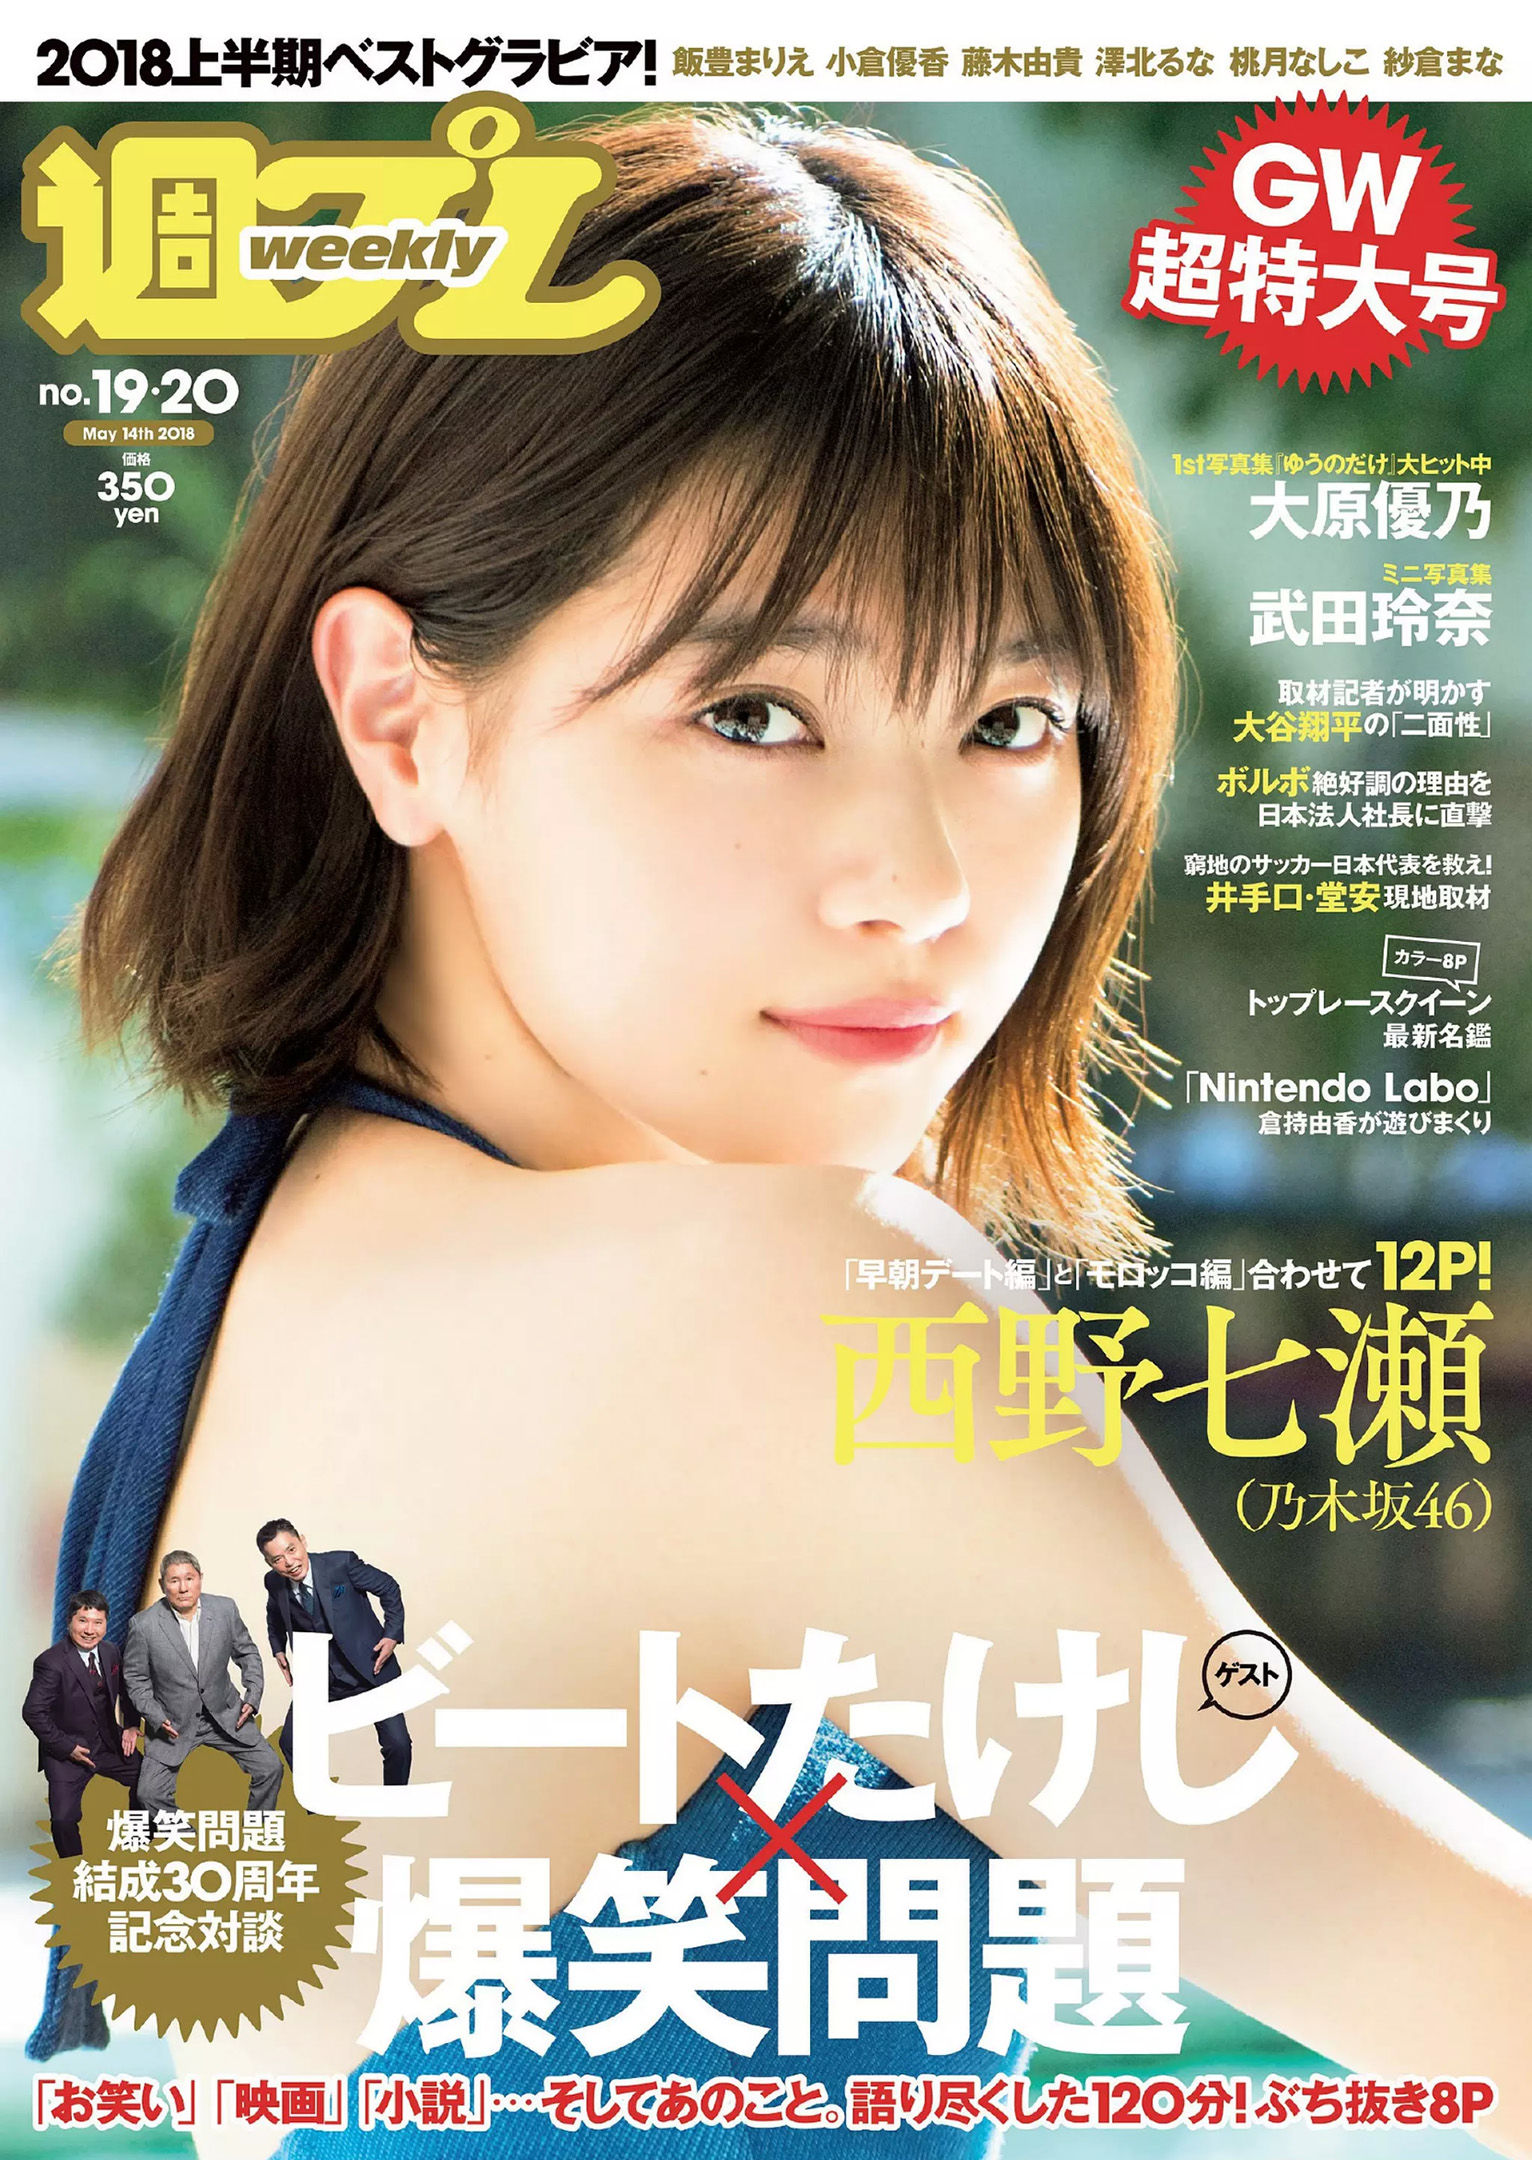 2018上半期ベストグラビア! 飯豊まりえ 小倉優香 藤木由貴 澤北るな 桃月なしこ 紗倉まな
週プレ
weekly
GW
超特大号
no.19・20
May 14th 2018
価格
350
yen
1st写真集『ゆうのだけ』大ヒット中
大原優乃
ミニ写真集
武田玲奈
取材記者が明かす
大谷翔平の「二面性」
ボルボ絶好調の理由を
日本法人社長に直撃
窮地のサッカー日本代表を救え!
井手口・堂安現地取材
カラー8P
トップレースクイーン
最新名鑑
「Nintendo Labo」
倉持由香が遊びまくり
「早朝デート編」と「モロッコ編」合わせて12P!
西野七瀬
(乃木坂46)
ビートたけし
ゲスト
×
爆笑問題
爆笑問題
結成30周年
記念対談
「お笑い」「映画」「小説」…そしてあのこと。語り尽くした120分! ぶち抜き8P